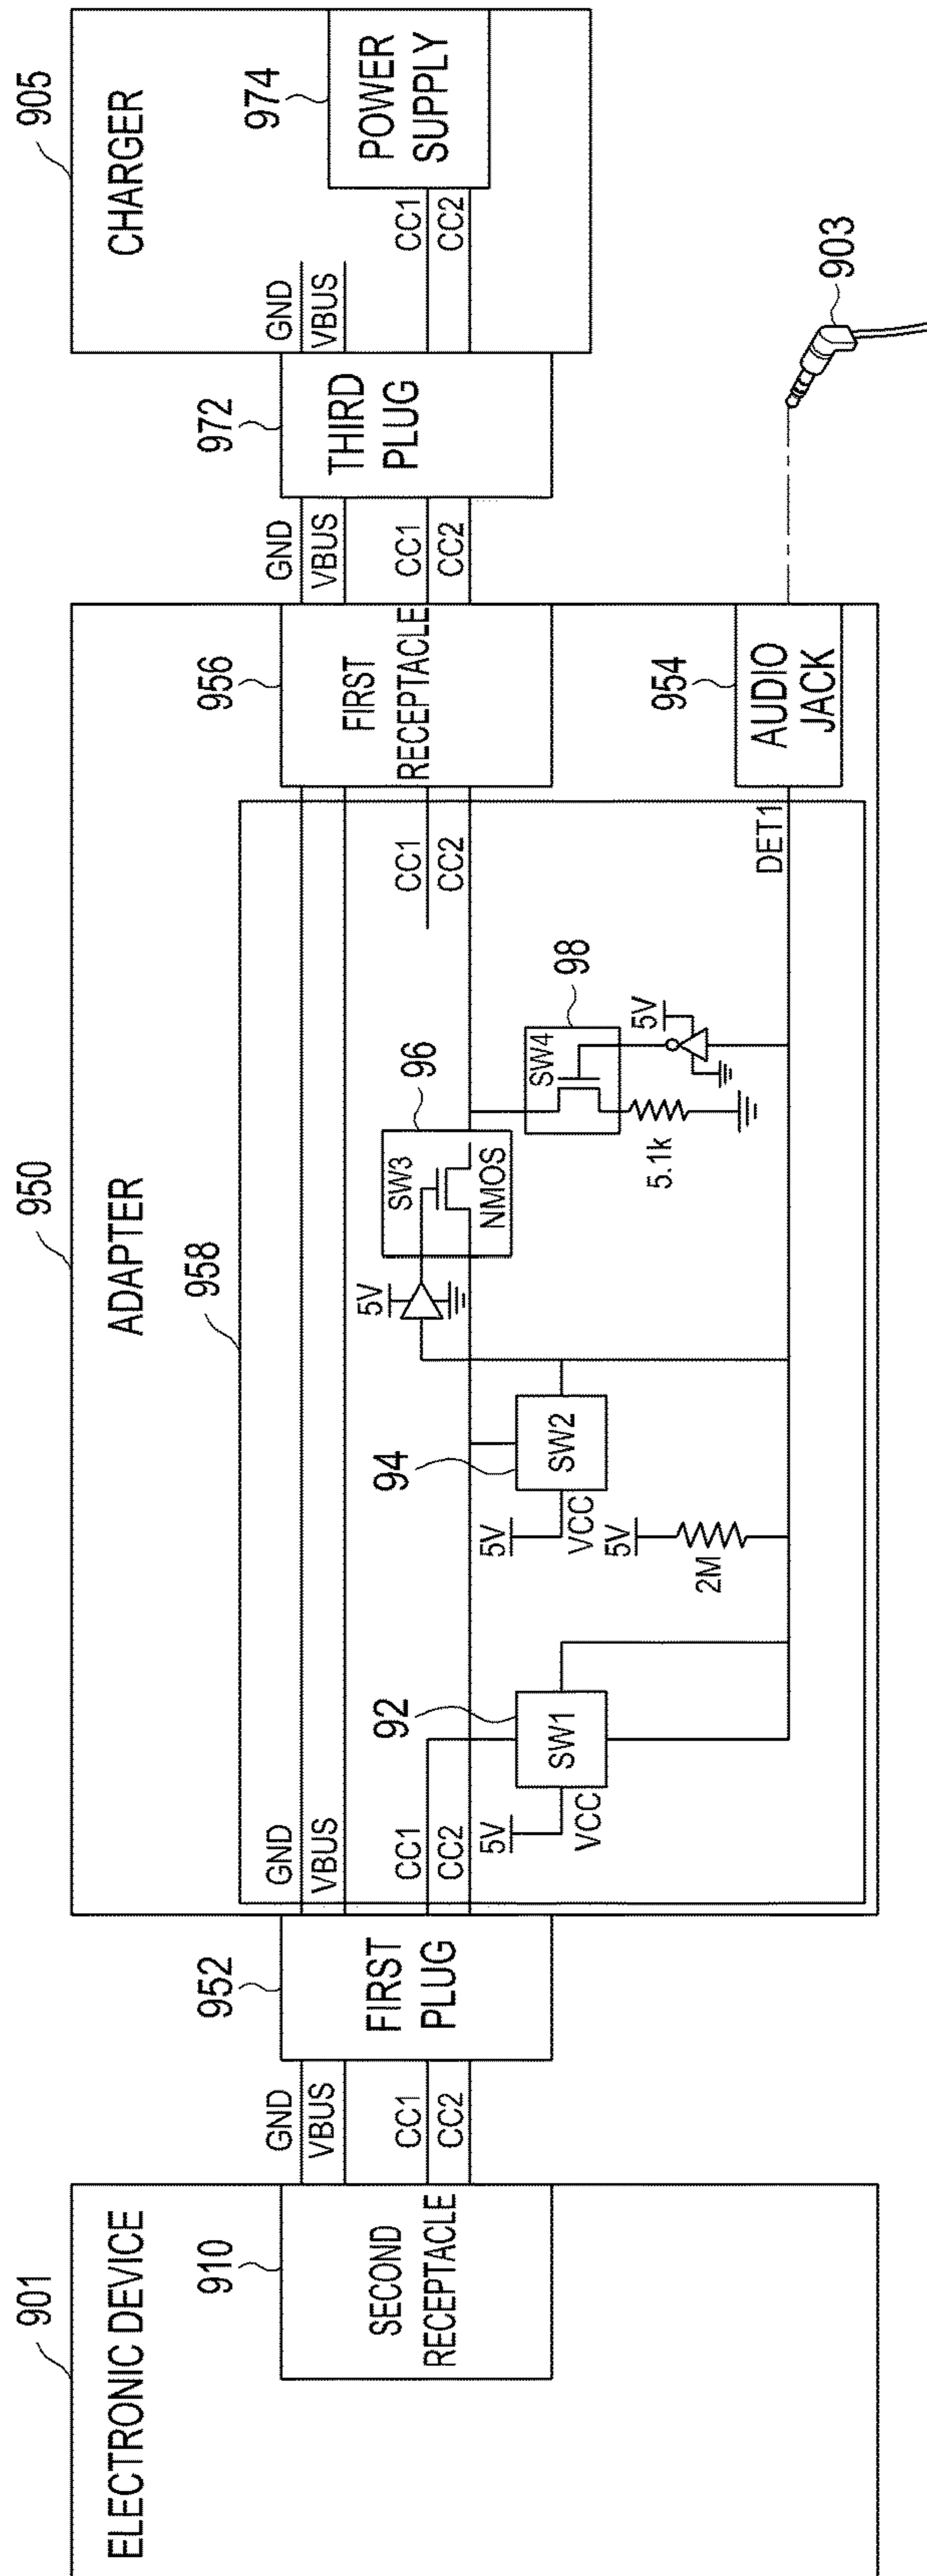 901
ELECTRONIC DEVICE
910
SECOND
RECEPTACLE
GND
VBUS
CC1
CC2
952
FIRST
PLUG
950
ADAPTER
958
GND
VBUS
CC1
CC2
92
SW1
5V
VCC
94
SW2
5V
VCC
5V
2M
5V
96
SW3
NMOS
98
SW4
5V
5.1k
CC1
CC2
DET1
956
FIRST
RECEPTACLE
954
AUDIO
JACK
GND
VBUS
CC1
CC2
972
THIRD
PLUG
903
905
CHARGER
GND
VBUS
CC1
CC2
974
POWER
SUPPLY